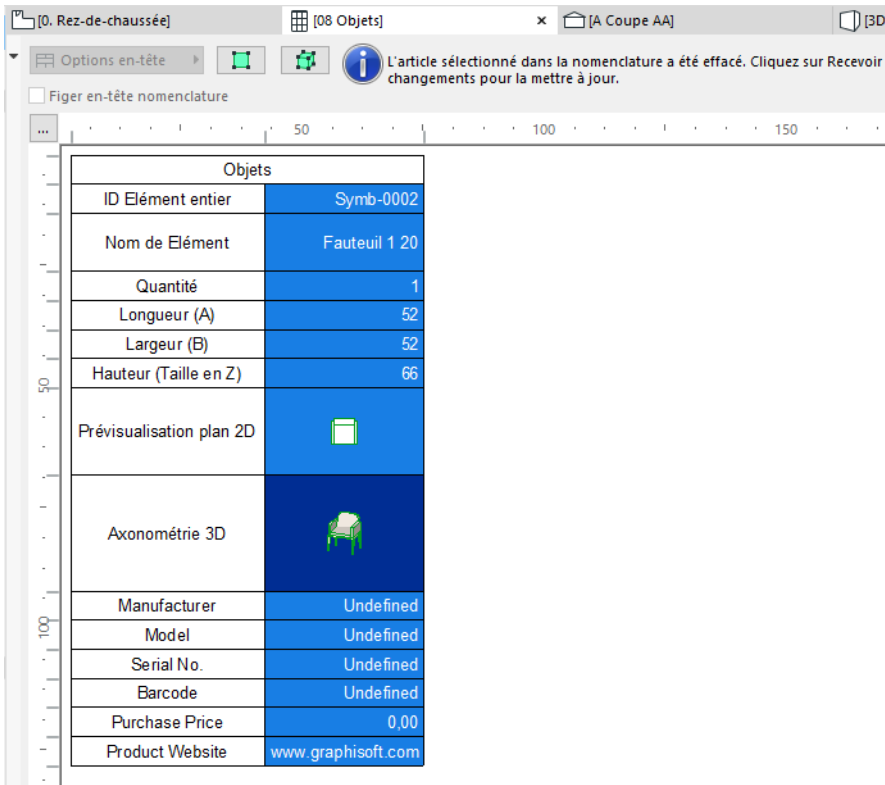 [0. Rez-de-chaussée]
[08 Objets]
[A Coupe AA]
[3D
Options en-tête
L'article sélectionné dans la nomenclature a été effacé. Cliquez sur Recevoir
changements pour la mettre à jour.
Figer en-tête nomenclature
...
50
100
150
50
100
Objets
ID Elément entier Symb-0002
Nom de Elément Fauteuil 1 20
Quantité 1
Longueur (A) 52
Largeur (B) 52
Hauteur (Taille en Z) 66
Prévisualisation plan 2D
Axonométrie 3D
Manufacturer Undefined
Model Undefined
Serial No. Undefined
Barcode Undefined
Purchase Price 0,00
Product Website www.graphisoft.com